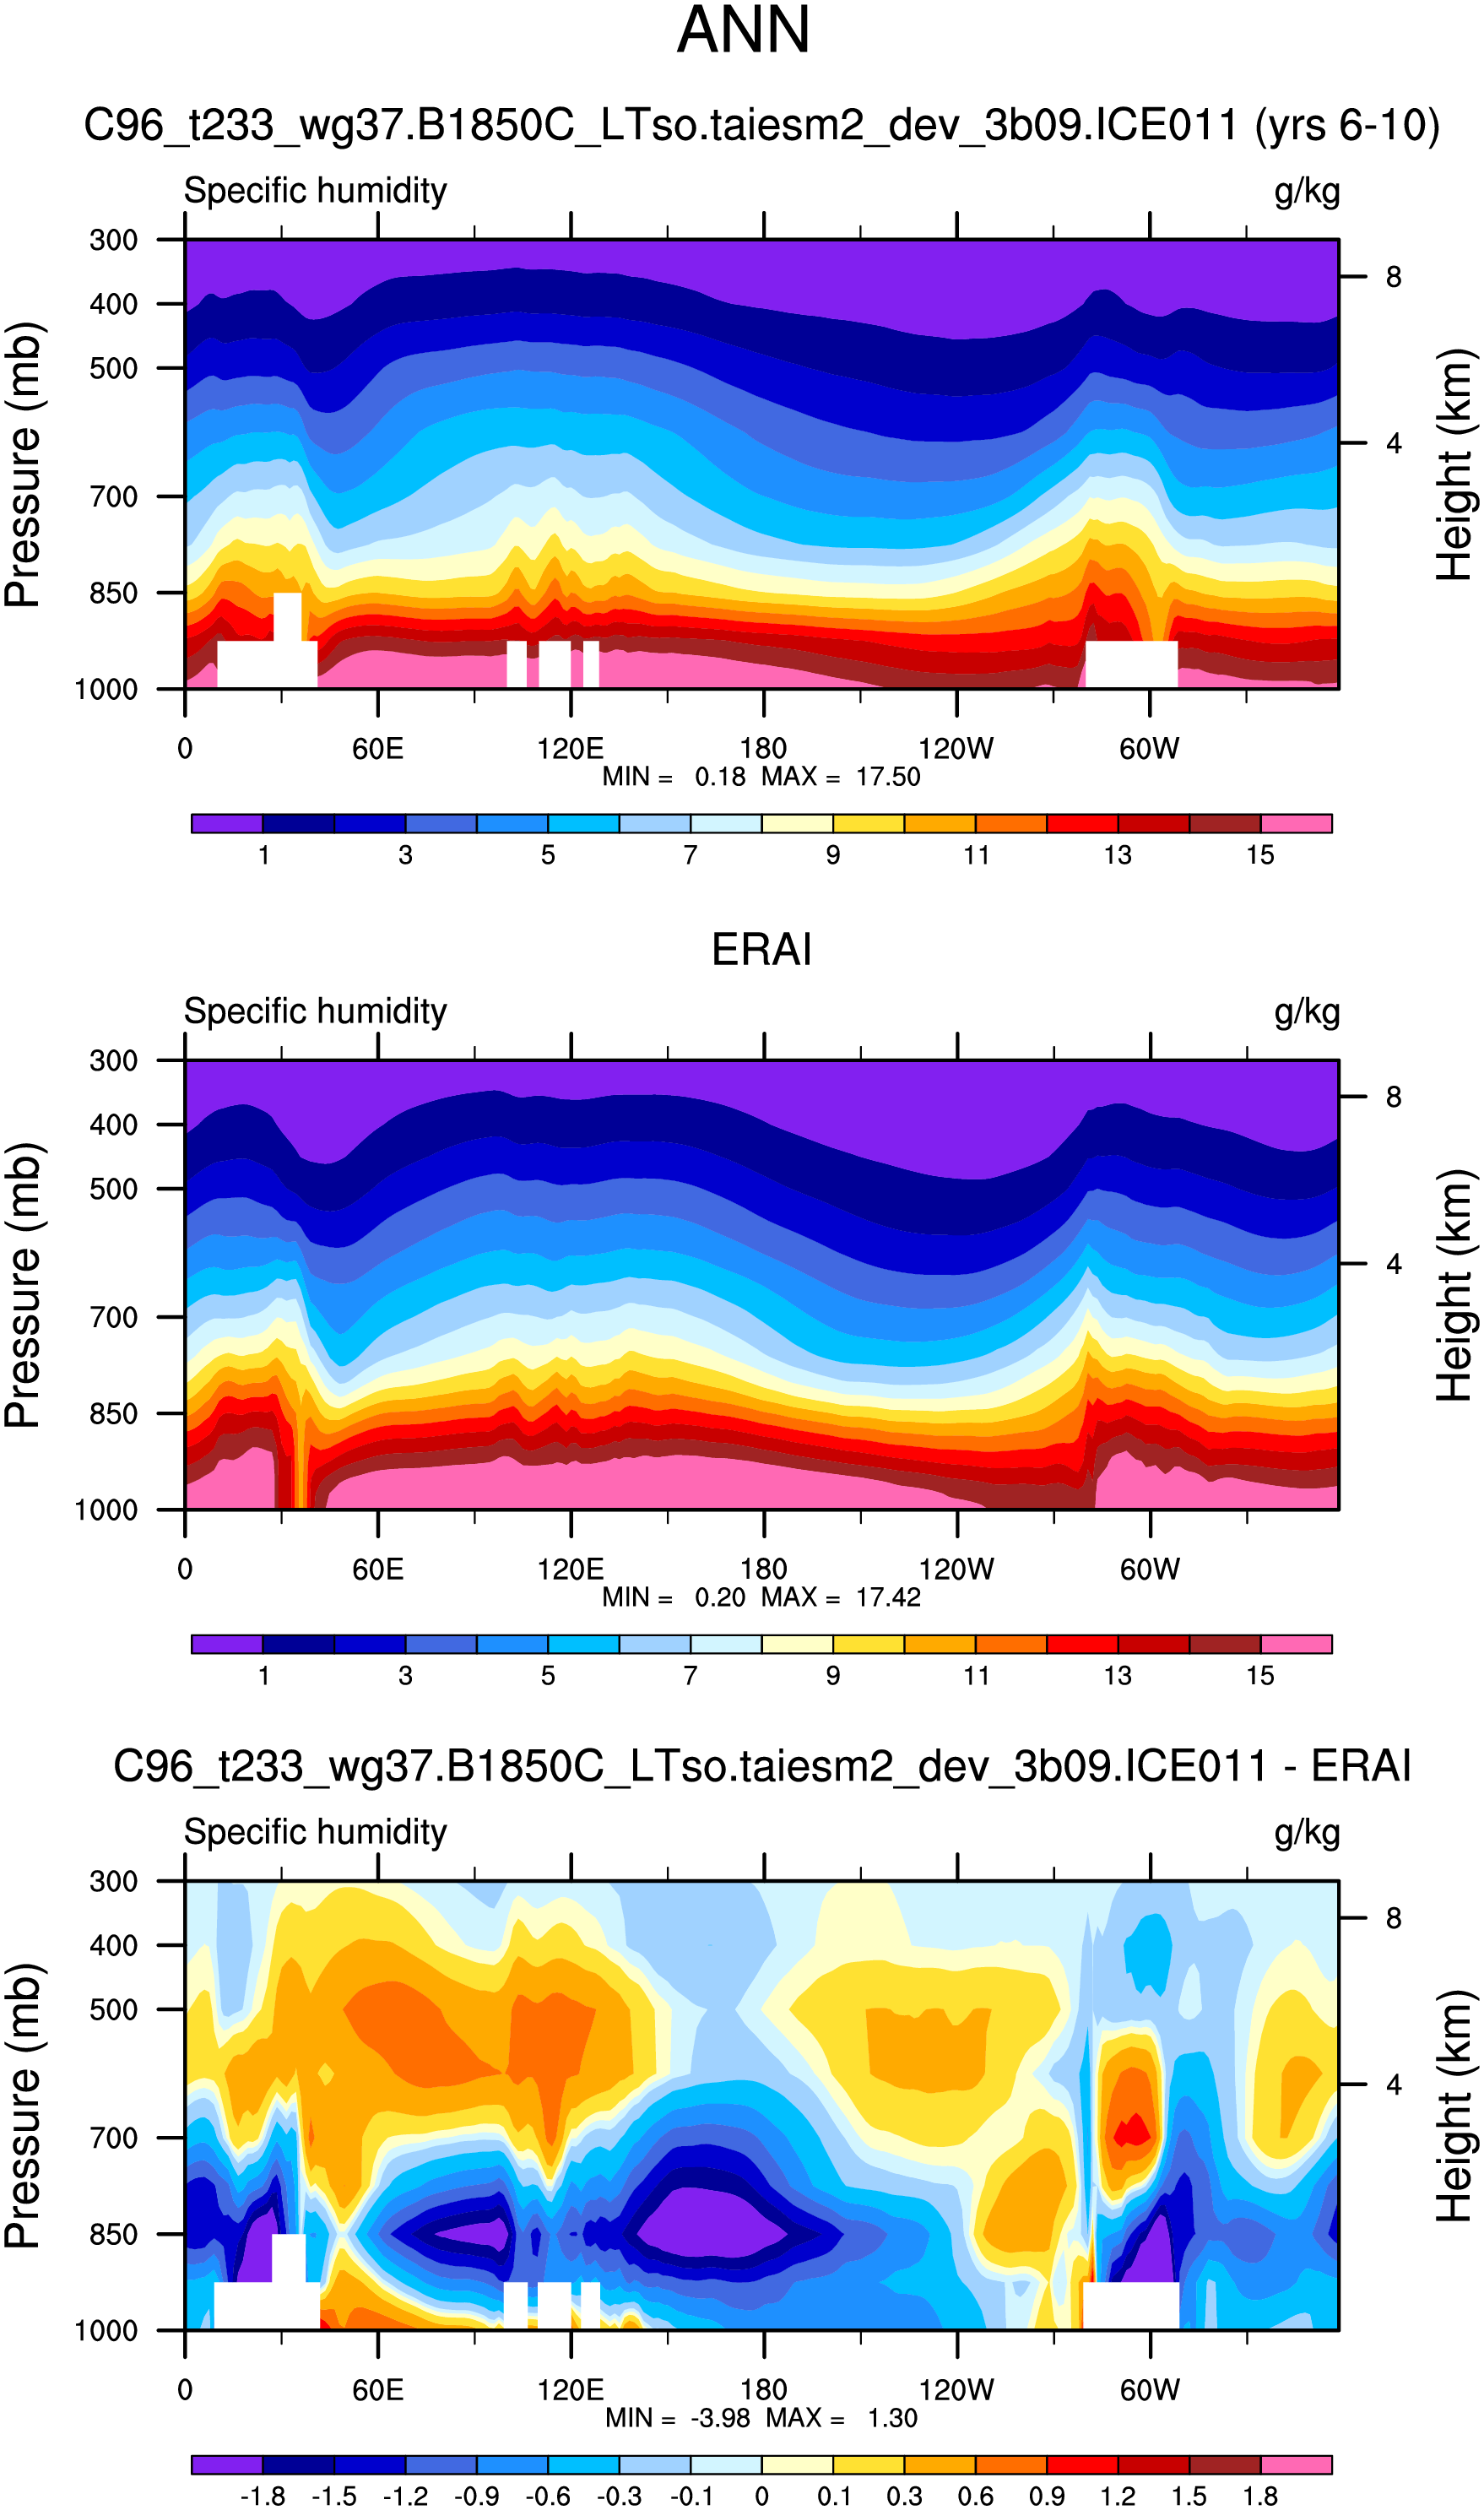 ANN
C96_t233_wg37.B1850C_LTso.taiesm2_dev_3b09.ICE011 (yrs 6-10)
Specific humidity g/kg
Pressure (mb)
300
400
500
700
850
1000
8
4
Height (km)
0 60E 120E 180 120W 60W
MIN = 0.18 MAX = 17.50
1 3 5 7 9 11 13 15
ERAI
Specific humidity g/kg
Pressure (mb)
300
400
500
700
850
1000
8
4
Height (km)
0 60E 120E 180 120W 60W
MIN = 0.20 MAX = 17.42
1 3 5 7 9 11 13 15
C96_t233_wg37.B1850C_LTso.taiesm2_dev_3b09.ICE011 - ERAI
Specific humidity g/kg
Pressure (mb)
300
400
500
700
850
1000
8
4
Height (km)
0 60E 120E 180 120W 60W
MIN = -3.98 MAX = 1.30
-1.8 -1.5 -1.2 -0.9 -0.6 -0.3 -0.1 0 0.1 0.3 0.6 0.9 1.2 1.5 1.8